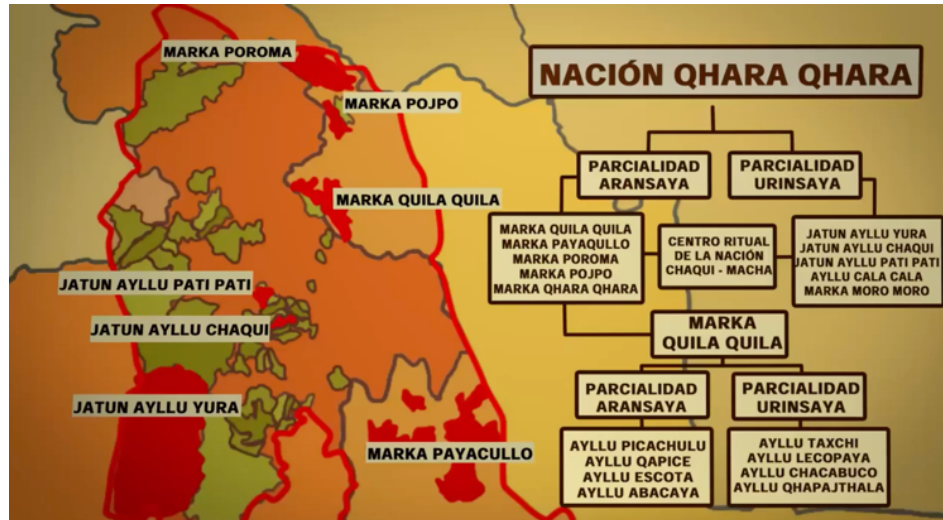 MARKA POROMA
MARKA POJPO
MARKA QUILA QUILA
JATUN AYLLU PATI PATI
JATUN AYLLU CHAQUI
JATUN AYLLU YURA
MARKA PAYACULLO
NACIÓN QHARA QHARA
PARCIALIDAD
ARANSAYA
PARCIALIDAD
URINSAYA
MARKA QUILA QUILA
MARKA PAYAQULLO
MARKA POROMA
MARKA POJPO
MARKA QHARA QHARA
CENTRO RITUAL
DE LA NACIÓN
CHAQUI - MACHA
JATUN AYLLU YURA
JATUN AYLLU CHAQUI
JATUN AYLLU PATI PATI
AYLLU CALA CALA
MARKA MORO MORO
MARKA
QUILA QUILA
PARCIALIDAD
ARANSAYA
PARCIALIDAD
URINSAYA
AYLLU PICACHULU
AYLLU QAPICE
AYLLU ESCOTA
AYLLU ABACAYA
AYLLU TAXCHI
AYLLU LECOPAYA
AYLLU CHACABUCO
AYLLU QHAPAJTHALA